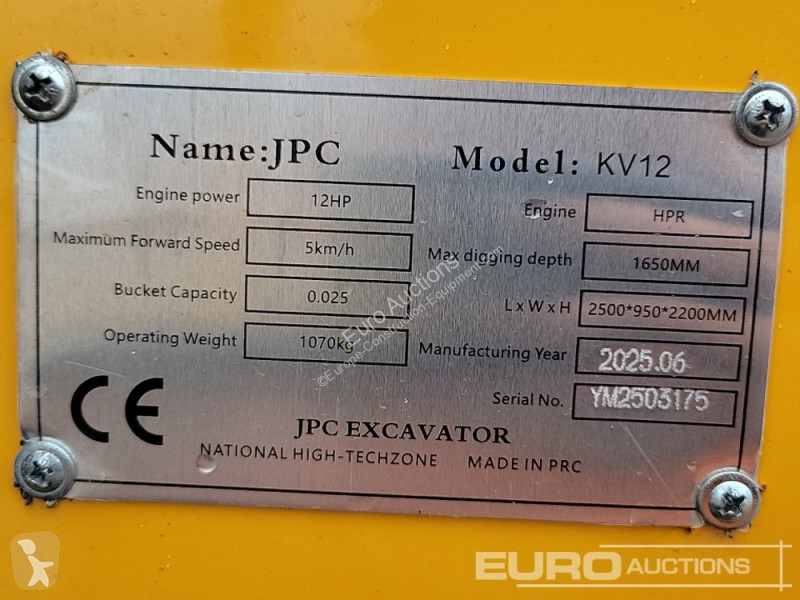 Name:JPC Model: KV12
Engine power 12HP Engine HPR
Maximum Forward Speed 5km/h Max digging depth 1650MM
Bucket Capacity 0.025 L x W x H 2500*950*2200MM
Operating Weight 1070kg Manufacturing Year 2025.06
Serial No. YM2503175
CE
JPC EXCAVATOR
NATIONAL HIGH-TECHZONE MADE IN PRC
Euro Auctions
©Europe-Construction-Equipment.com
EURO AUCTIONS